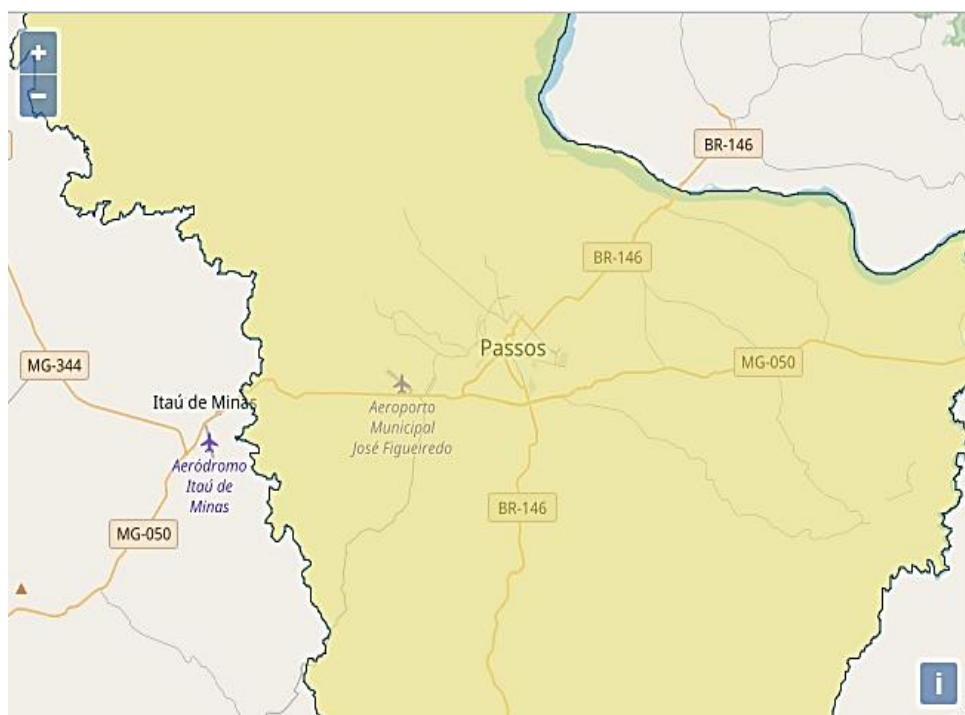 +
−
BR-146
BR-146
Passos
MG-050
MG-344
Itaú de Minas
Aeroporto
Municipal
José Figueiredo
Aeródromo
Itaú de
Minas
BR-146
MG-050
i